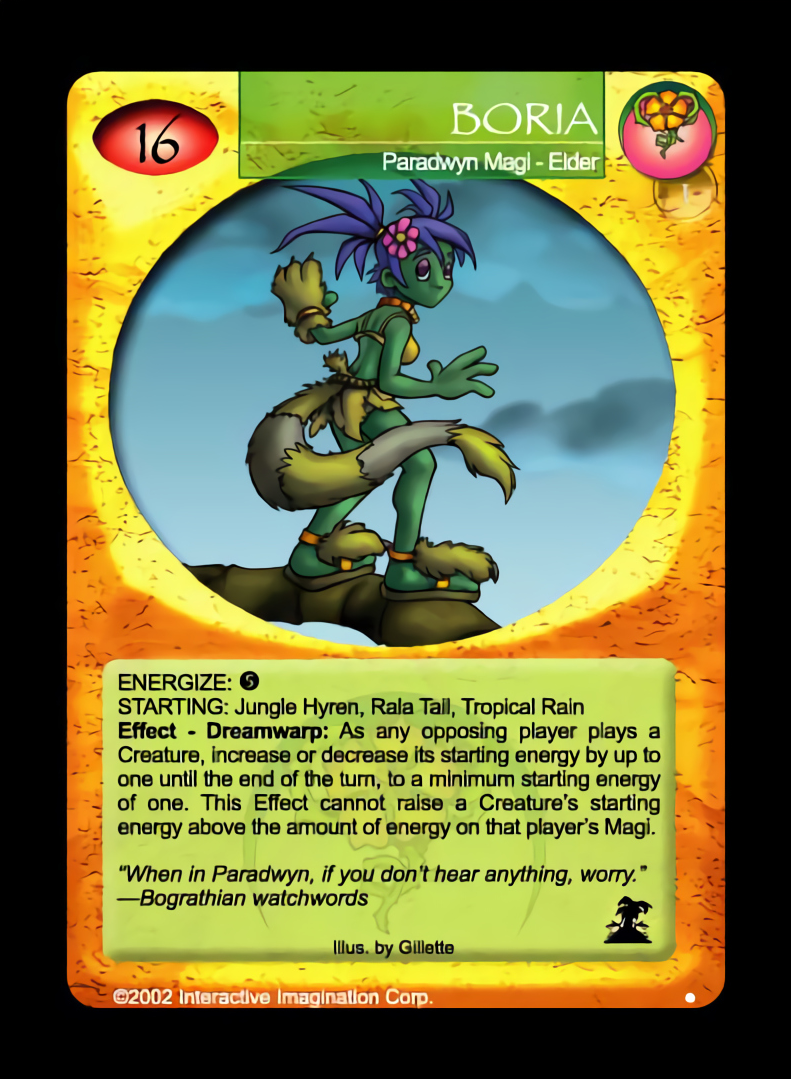 16
BORIA
Paradwyn Magi - Elder
1
ENERGIZE: 5
STARTING: Jungle Hyren, Rala Tail, Tropical Rain
Effect - Dreamwarp: As any opposing player plays a
Creature, increase or decrease its starting energy by up to
one until the end of the turn, to a minimum starting energy
of one. This Effect cannot raise a Creature's starting
energy above the amount of energy on that player's Magi.
“When in Paradwyn, if you don't hear anything, worry.”
—Bograthian watchwords
Illus. by Gillette
©2002 Interactive Imagination Corp.